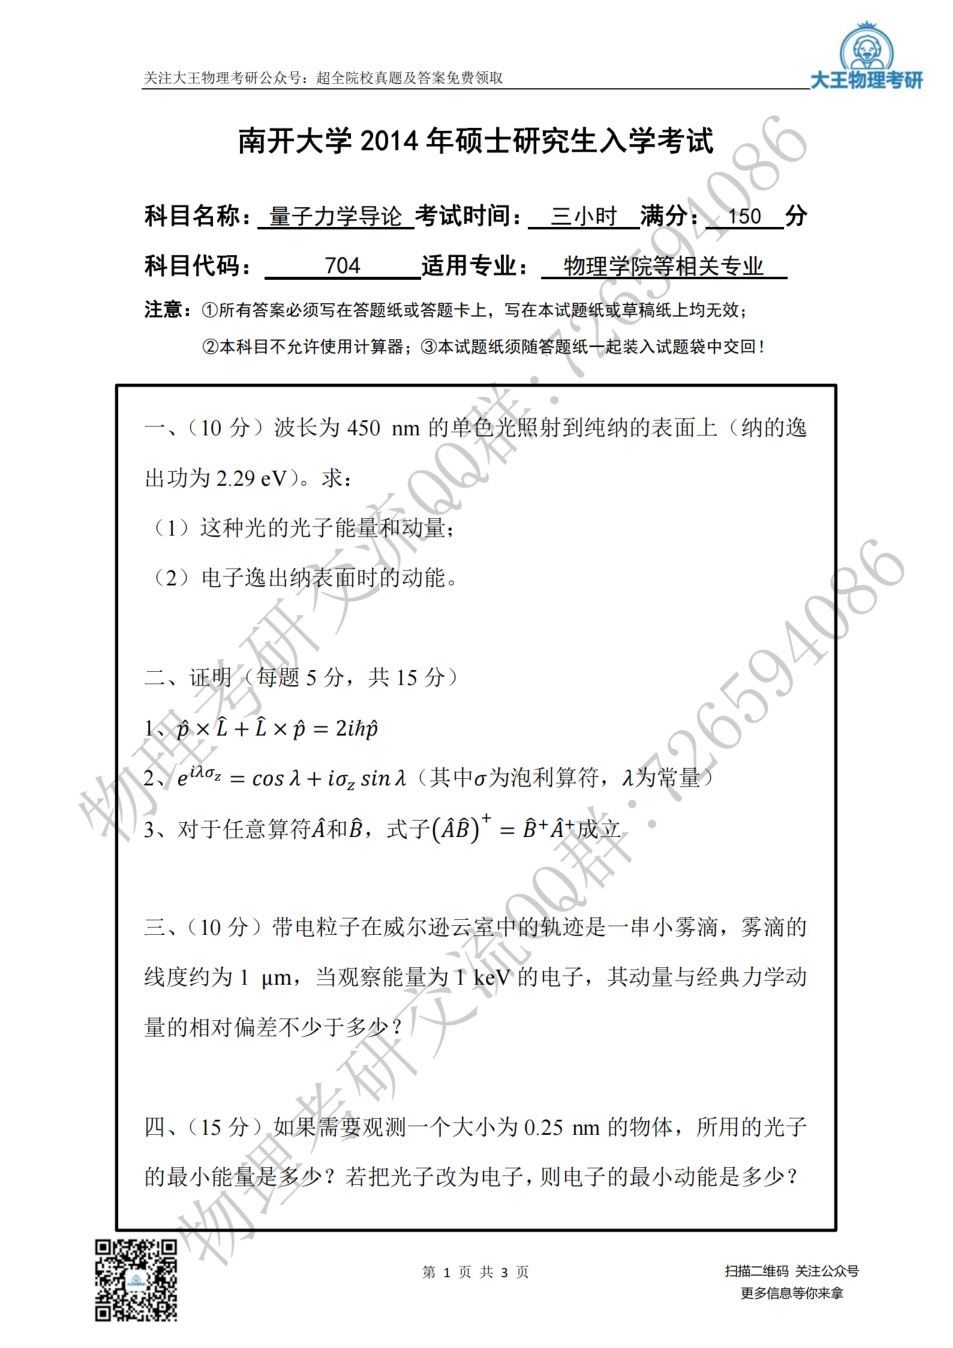 关注大王物理考研公众号：超全院校真题及答案免费领取
大王物理考研
南开大学 2014 年硕士研究生入学考试
科目名称：量子力学导论 考试时间：三小时 满分：150 分
科目代码：704 适用专业：物理学院等相关专业
注意：①所有答案必须写在答题纸或答题卡上，写在本试题纸或草稿纸上均无效；
②本科目不允许使用计算器；③本试题纸须随答题纸一起装入试题袋中交回！
一、（10 分）波长为 450 nm 的单色光照射到纯纳的表面上（纳的逸
出功为 2.29 eV）。求：
（1）这种光的光子能量和动量；
（2）电子逸出纳表面时的动能。
二、证明（每题 5 分，共 15 分）
1、p̂ × L̂ + L̂ × p̂ = 2iℏp̂
2、e^{iλσ_z} = cos λ + iσ_z sin λ（其中σ为泡利算符，λ为常量）
3、对于任意算符Â和B̂，式子(ÂB̂)⁺ = B̂⁺Â⁺成立
三、（10 分）带电粒子在威尔逊云室中的轨迹是一串小雾滴，雾滴的
线度约为 1 μm，当观察能量为 1 keV 的电子，其动量与经典力学动
量的相对偏差不少于多少？
四、（15 分）如果需要观测一个大小为 0.25 nm 的物体，所用的光子
的最小能量是多少？若把光子改为电子，则电子的最小动能是多少？
物理考研交流QQ群：726594086
物理考研交流QQ群：726594086
第 1 页 共 3 页
扫描二维码 关注公众号
更多信息等你来拿